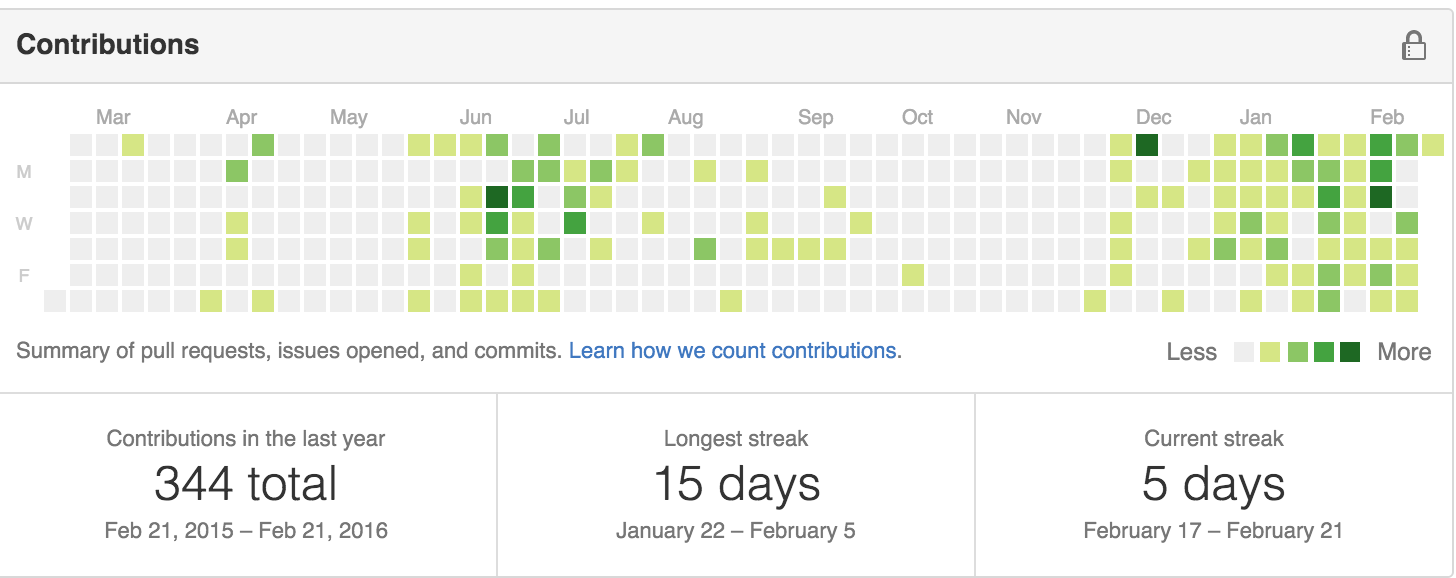 Contributions
Mar Apr May Jun Jul Aug Sep Oct Nov Dec Jan Feb
M
W
F
Summary of pull requests, issues opened, and commits. Learn how we count contributions.
Less More
Contributions in the last year
344 total
Feb 21, 2015 – Feb 21, 2016
Longest streak
15 days
January 22 – February 5
Current streak
5 days
February 17 – February 21